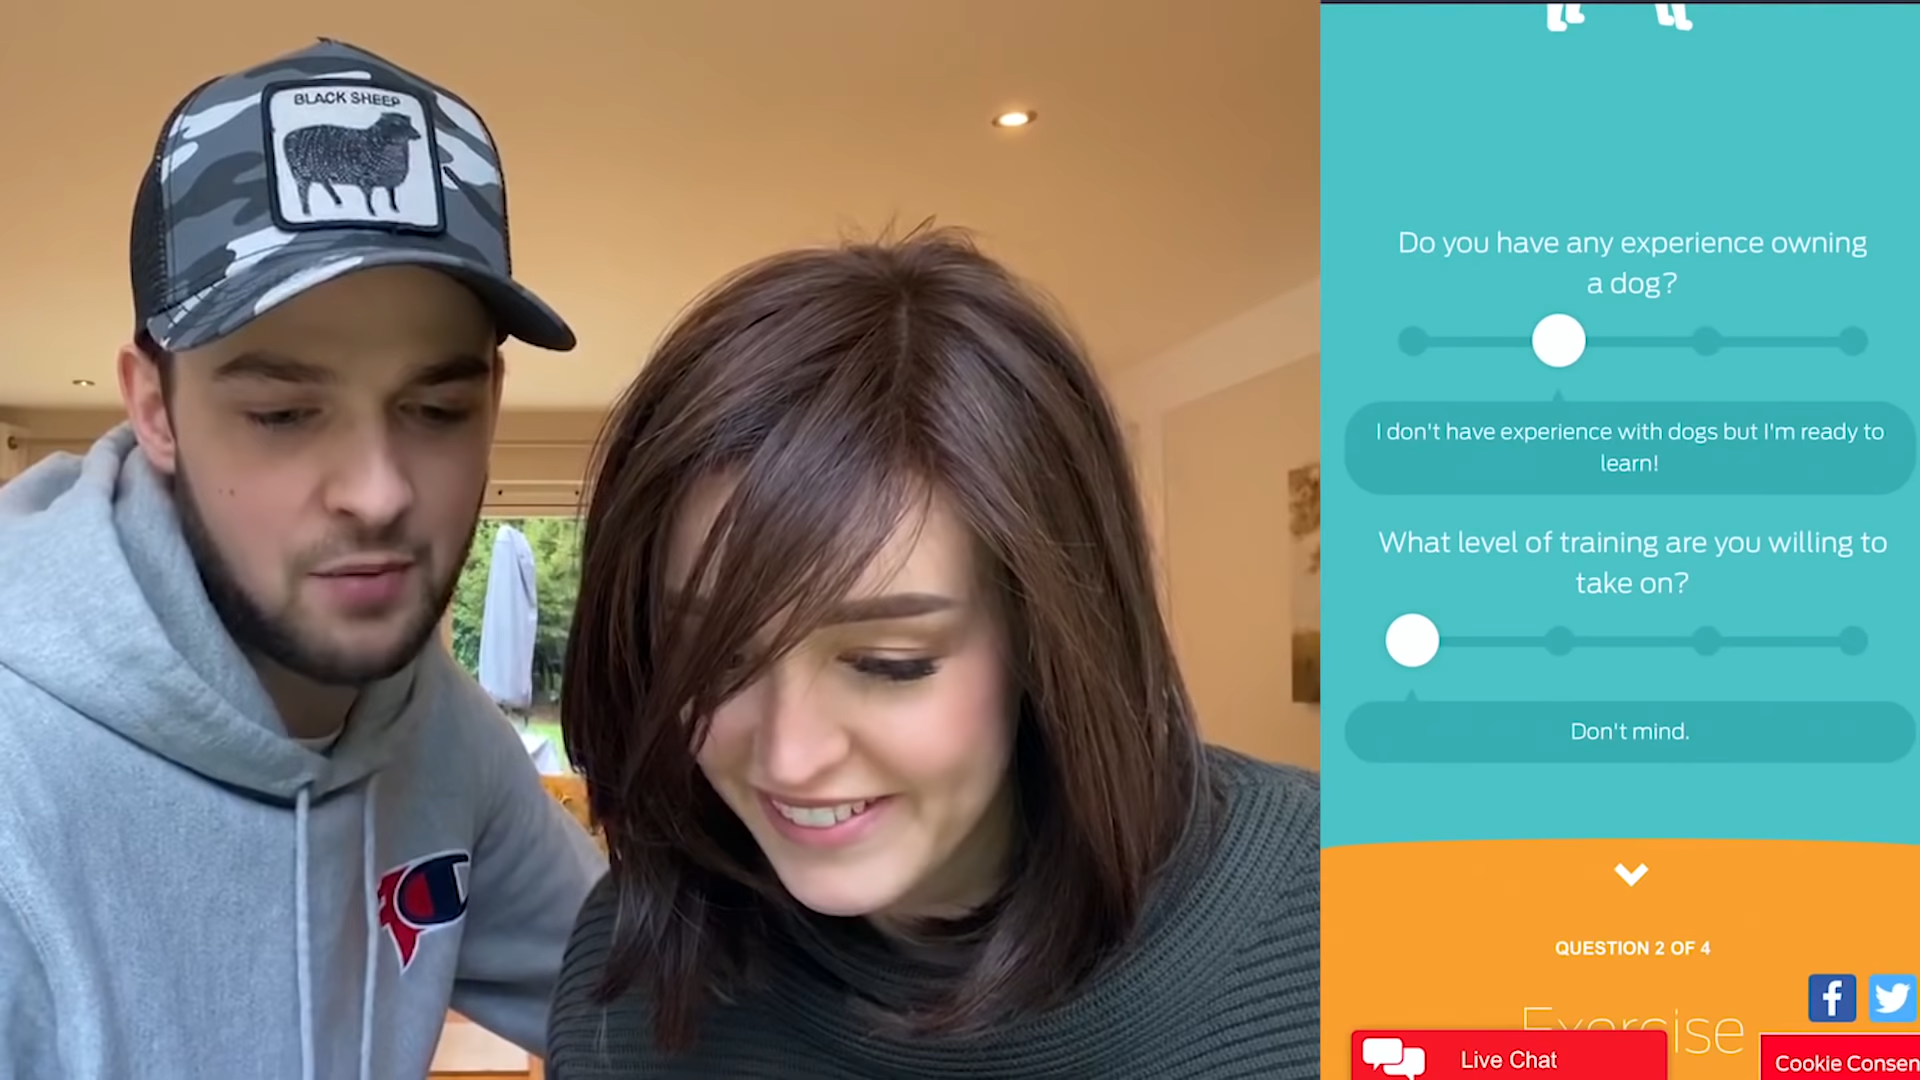 BLACK SHEEP
Do you have any experience owning
a dog?
I don't have experience with dogs but I'm ready to
learn!
What level of training are you willing to
take on?
Don't mind.
QUESTION 2 OF 4
Exercise
Live Chat
Cookie Consen